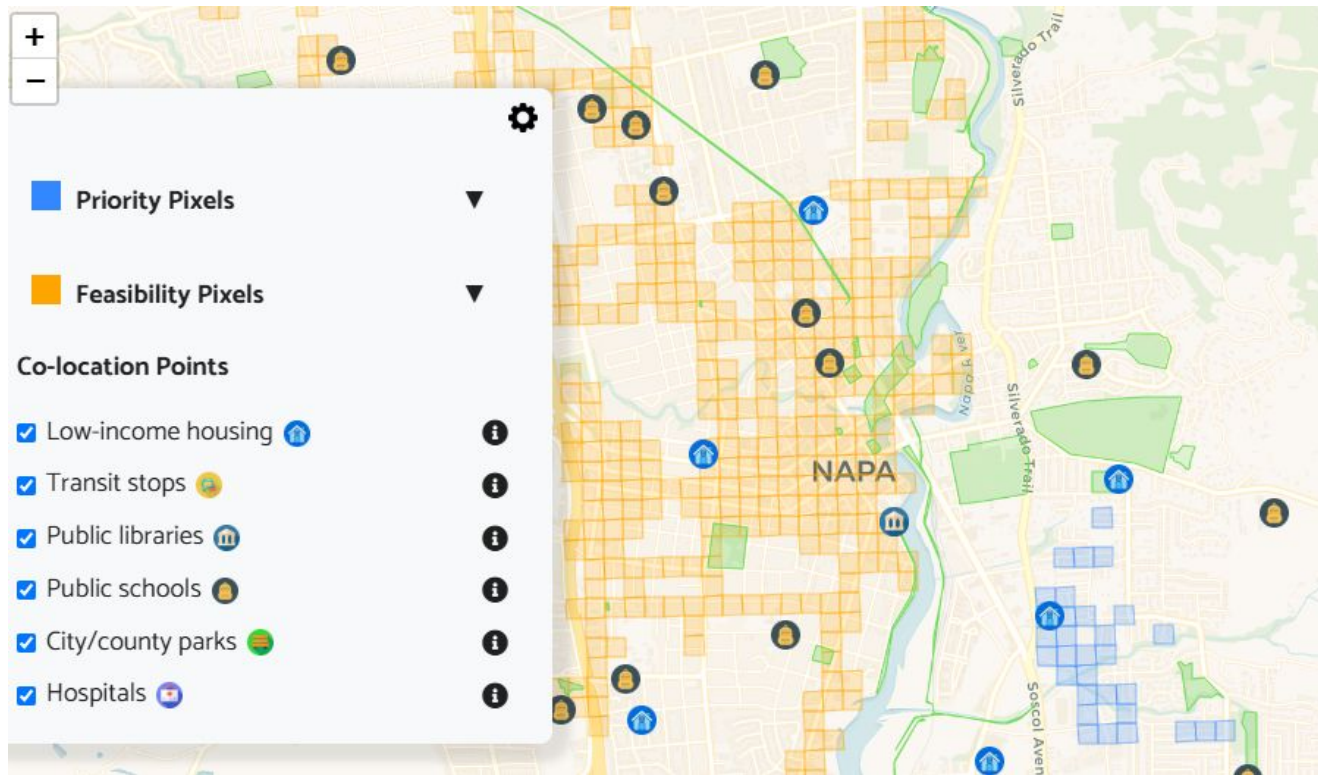 +
−
Priority Pixels ▼
Feasibility Pixels ▼
Co-location Points
Low-income housing
Transit stops
Public libraries
Public schools
City/county parks
Hospitals
Silverado Trail
NAPA
Silverado Trail
Soscol Aven